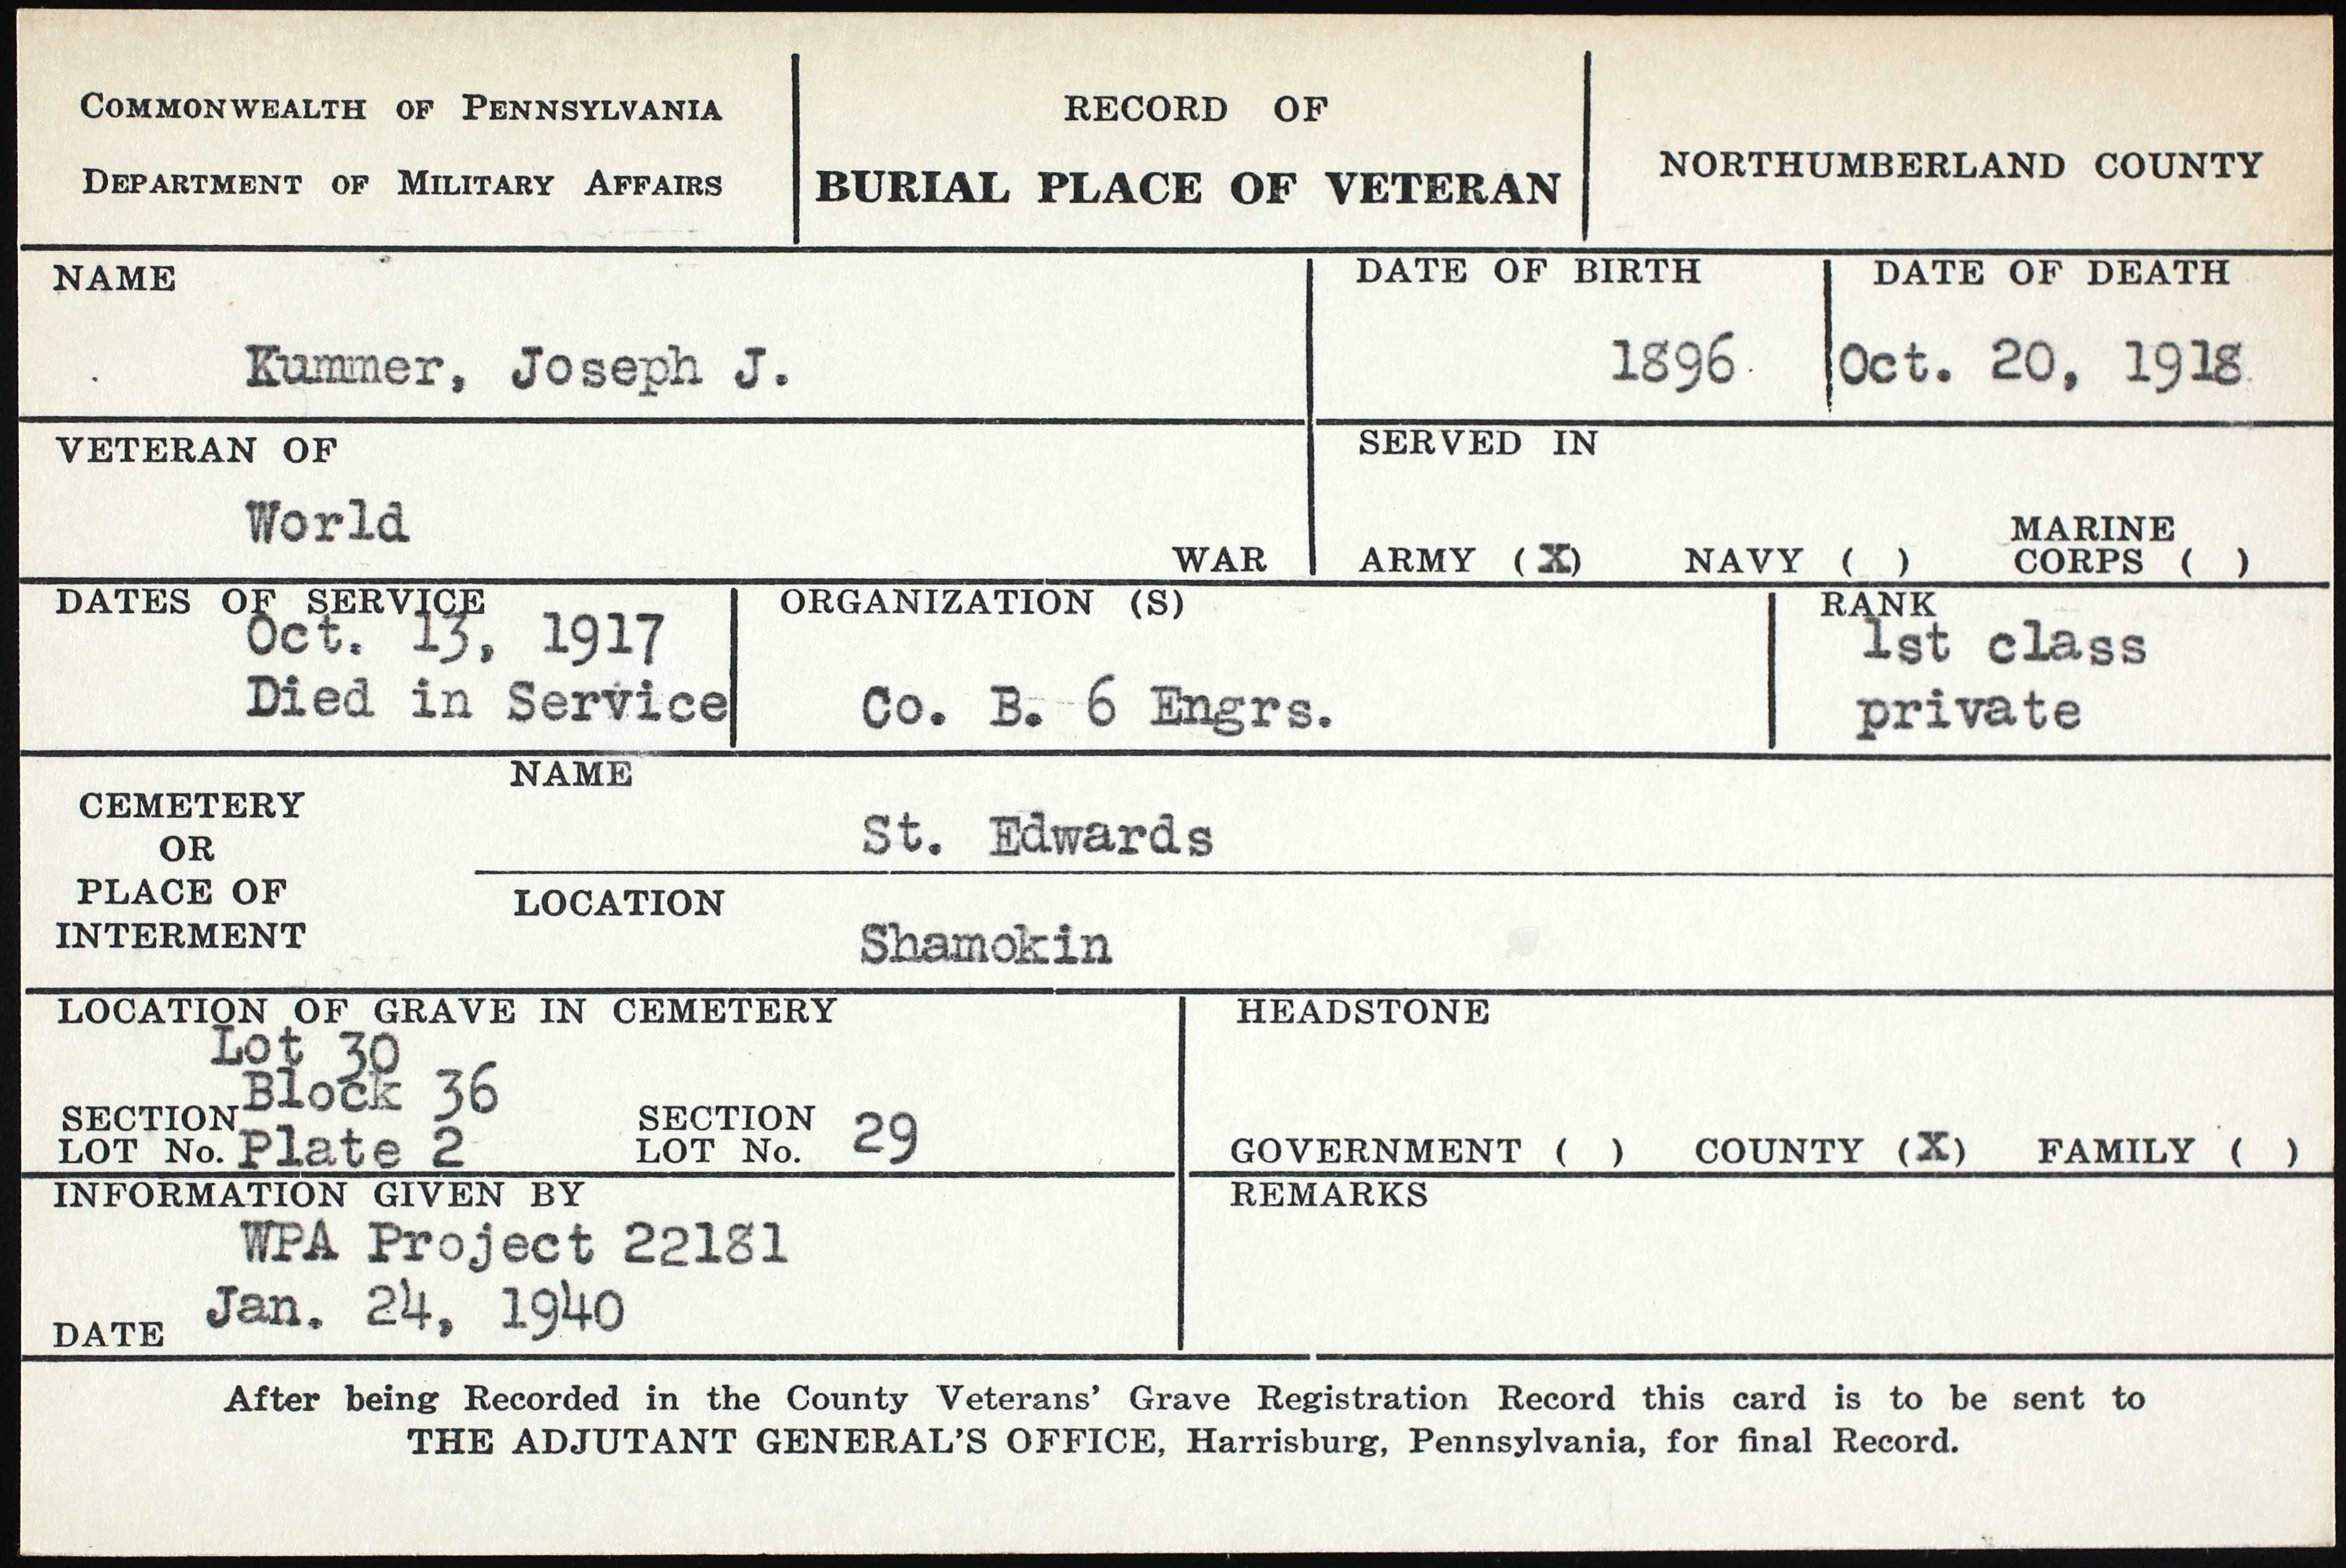 COMMONWEALTH OF PENNSYLVANIA
DEPARTMENT OF MILITARY AFFAIRS
RECORD OF
BURIAL PLACE OF VETERAN
NORTHUMBERLAND COUNTY
NAME
Kummer, Joseph J.
DATE OF BIRTH
1896
DATE OF DEATH
Oct. 20, 1918
VETERAN OF
World
WAR
SERVED IN
ARMY (X) NAVY ( ) MARINE CORPS ( )
DATES OF SERVICE
Oct. 13, 1917
Died in Service
ORGANIZATION (S)
Co. B. 6 Engrs.
RANK
1st class
private
CEMETERY
OR
PLACE OF
INTERMENT
NAME
St. Edwards
LOCATION
Shamokin
LOCATION OF GRAVE IN CEMETERY
Lot 30
Block 36
SECTION
LOT No. Plate 2
SECTION
LOT No. 29
HEADSTONE
GOVERNMENT ( ) COUNTY (X) FAMILY ( )
INFORMATION GIVEN BY
WPA Project 22181
DATE Jan. 24, 1940
REMARKS
After being Recorded in the County Veterans' Grave Registration Record this card is to be sent to
THE ADJUTANT GENERAL'S OFFICE, Harrisburg, Pennsylvania, for final Record.